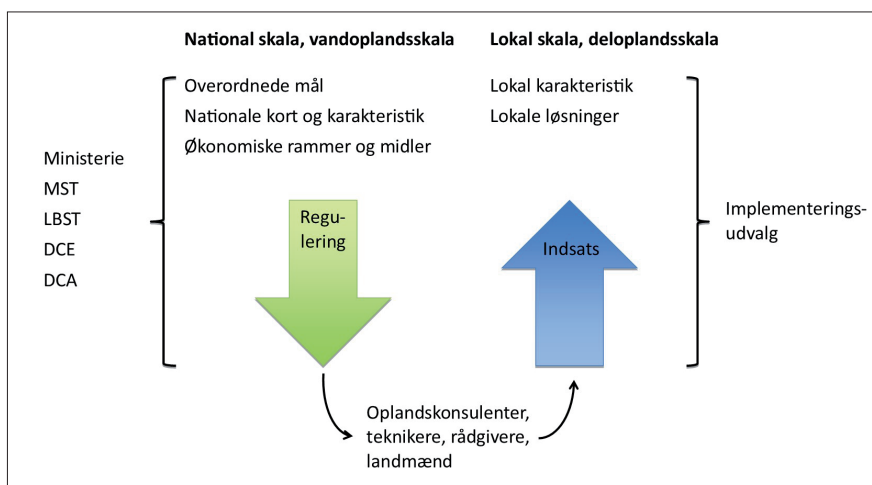 National skala, vandoplandsskala
Lokal skala, deloplandsskala
Overordnede mål
Nationale kort og karakteristik
Økonomiske rammer og midler
Lokal karakteristik
Lokale løsninger
Ministerie
MST
LBST
DCE
DCA
Regu-
lering
Indsats
Implementerings-
udvalg
Oplandskonsulenter,
teknikere, rådgivere,
landmænd